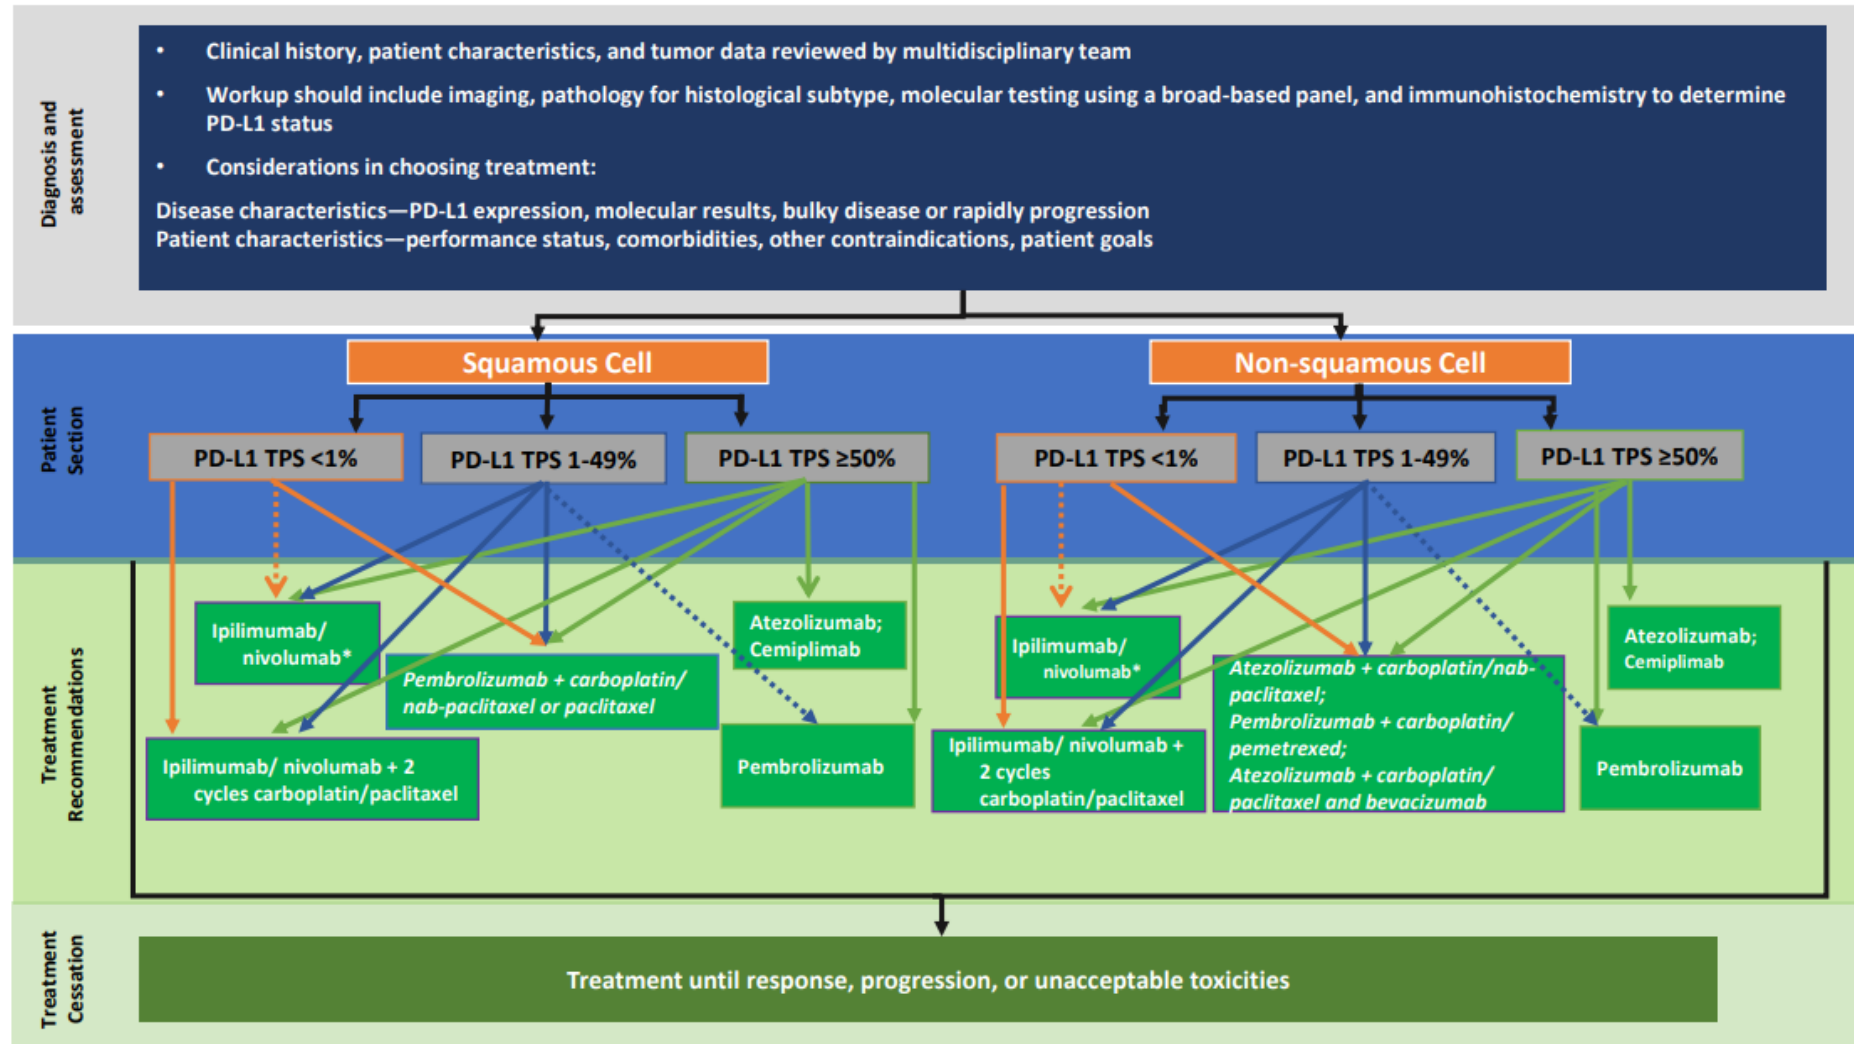 Diagnosis and
assessment
• Clinical history, patient characteristics, and tumor data reviewed by multidisciplinary team
• Workup should include imaging, pathology for histological subtype, molecular testing using a broad-based panel, and immunohistochemistry to determine
PD-L1 status
• Considerations in choosing treatment:
Disease characteristics—PD-L1 expression, molecular results, bulky disease or rapidly progression
Patient characteristics—performance status, comorbidities, other contraindications, patient goals
Patient
Section
Squamous Cell
Non-squamous Cell
PD-L1 TPS <1%
PD-L1 TPS 1-49%
PD-L1 TPS ≥50%
PD-L1 TPS <1%
PD-L1 TPS 1-49%
PD-L1 TPS ≥50%
Treatment
Recommendations
Ipilimumab/
nivolumab*
Pembrolizumab + carboplatin/
nab-paclitaxel or paclitaxel
Atezolizumab;
Cemiplimab
Ipilimumab/ nivolumab + 2
cycles carboplatin/paclitaxel
Pembrolizumab
Ipilimumab/
nivolumab*
Atezolizumab + carboplatin/nab-
paclitaxel;
Pembrolizumab + carboplatin/
pemetrexed;
Atezolizumab + carboplatin/
paclitaxel and bevacizumab
Atezolizumab;
Cemiplimab
Ipilimumab/ nivolumab +
2 cycles
carboplatin/paclitaxel
Pembrolizumab
Treatment
Cessation
Treatment until response, progression, or unacceptable toxicities